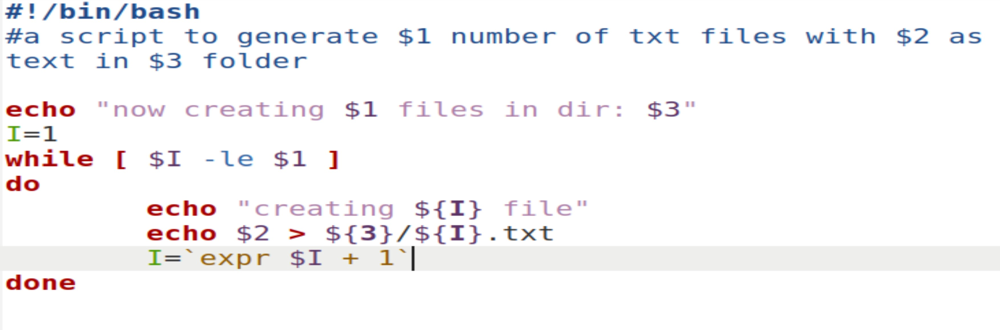 #!/bin/bash
#a script to generate $1 number of txt files with $2 as
text in $3 folder
echo "now creating $1 files in dir: $3"
I=1
while [ $I -le $1 ]
do
echo "creating ${I} file"
echo $2 > ${3}/${I}.txt
I=`expr $I + 1`
done